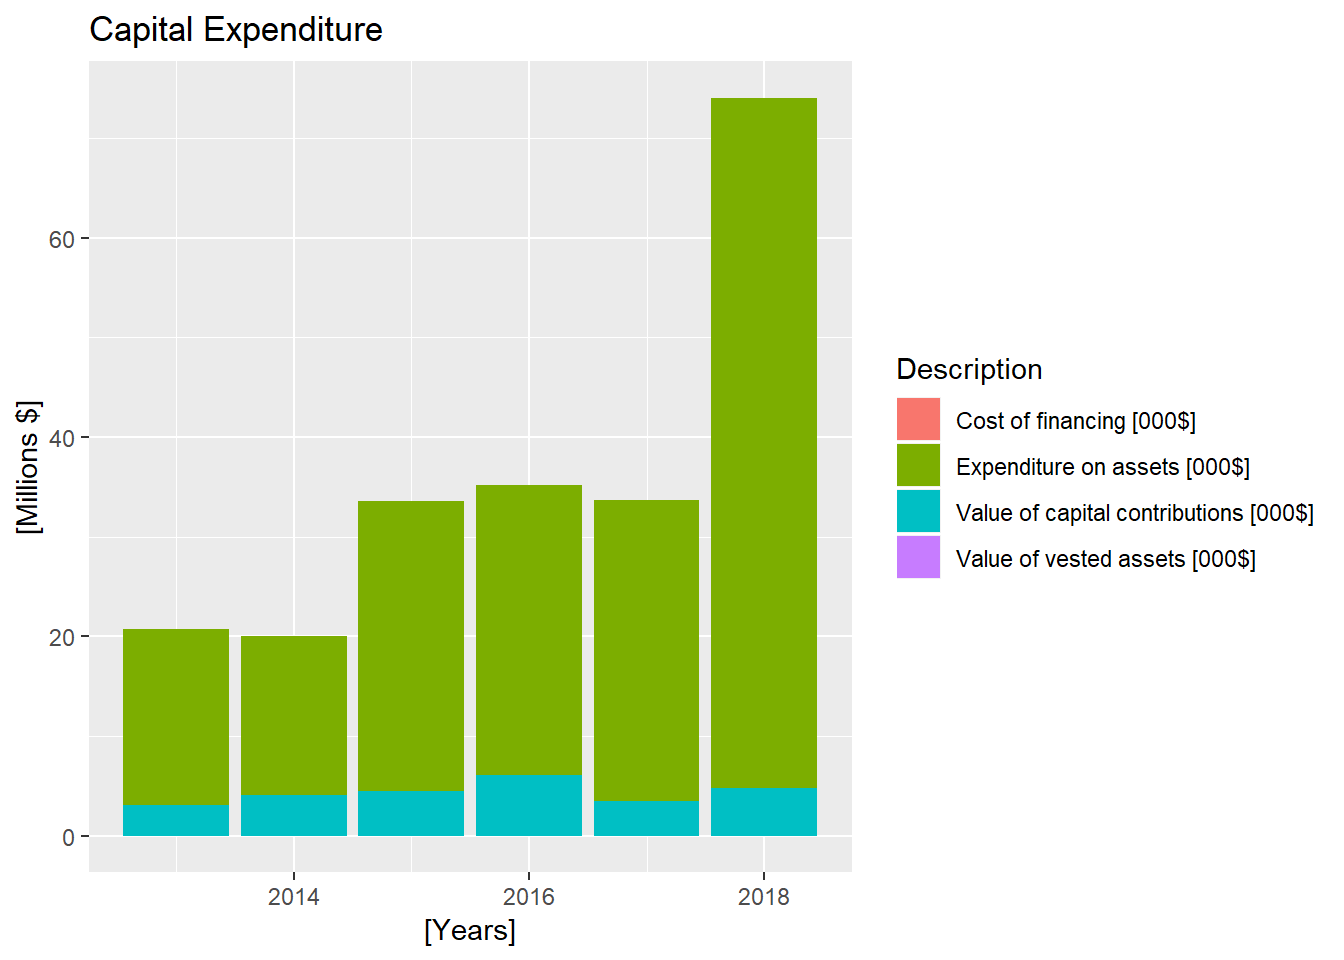 Capital Expenditure
[Millions $]
60
40
20
0
2014
2016
2018
[Years]
Description
Cost of financing [000$]
Expenditure on assets [000$]
Value of capital contributions [000$]
Value of vested assets [000$]